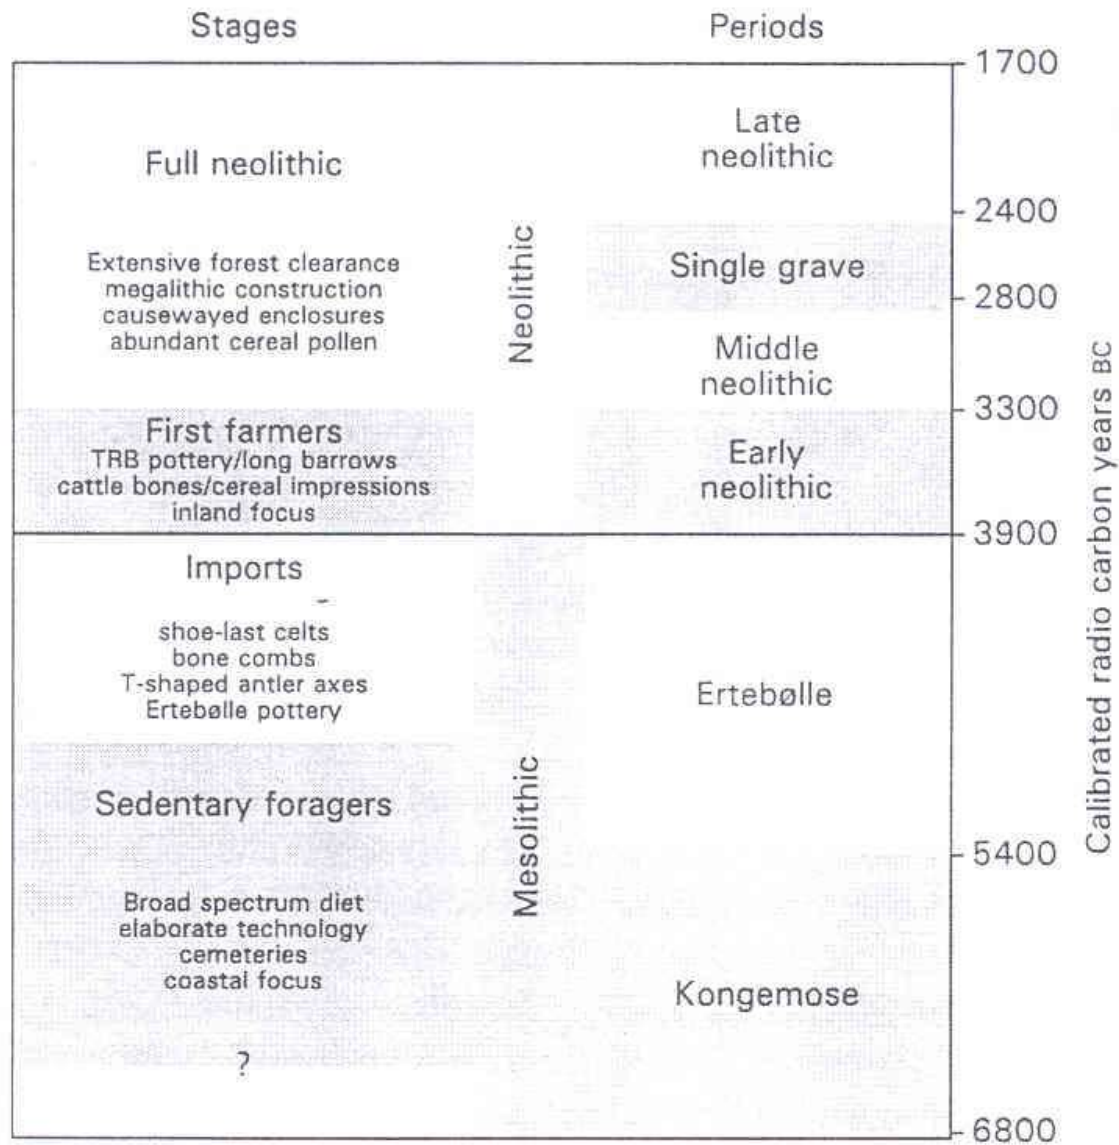 Stages
Periods
Full neolithic
Extensive forest clearance
megalithic construction
causewayed enclosures
abundant cereal pollen
First farmers
TRB pottery/long barrows
cattle bones/cereal impressions
inland focus
Imports
shoe-last celts
bone combs
T-shaped antler axes
Ertebølle pottery
Sedentary foragers
Broad spectrum diet
elaborate technology
cemeteries
coastal focus
?
Neolithic
Mesolithic
Late
neolithic
Single grave
Middle
neolithic
Early
neolithic
Ertebølle
Kongemose
1700
2400
2800
3300
3900
5400
6800
Calibrated radio carbon years BC